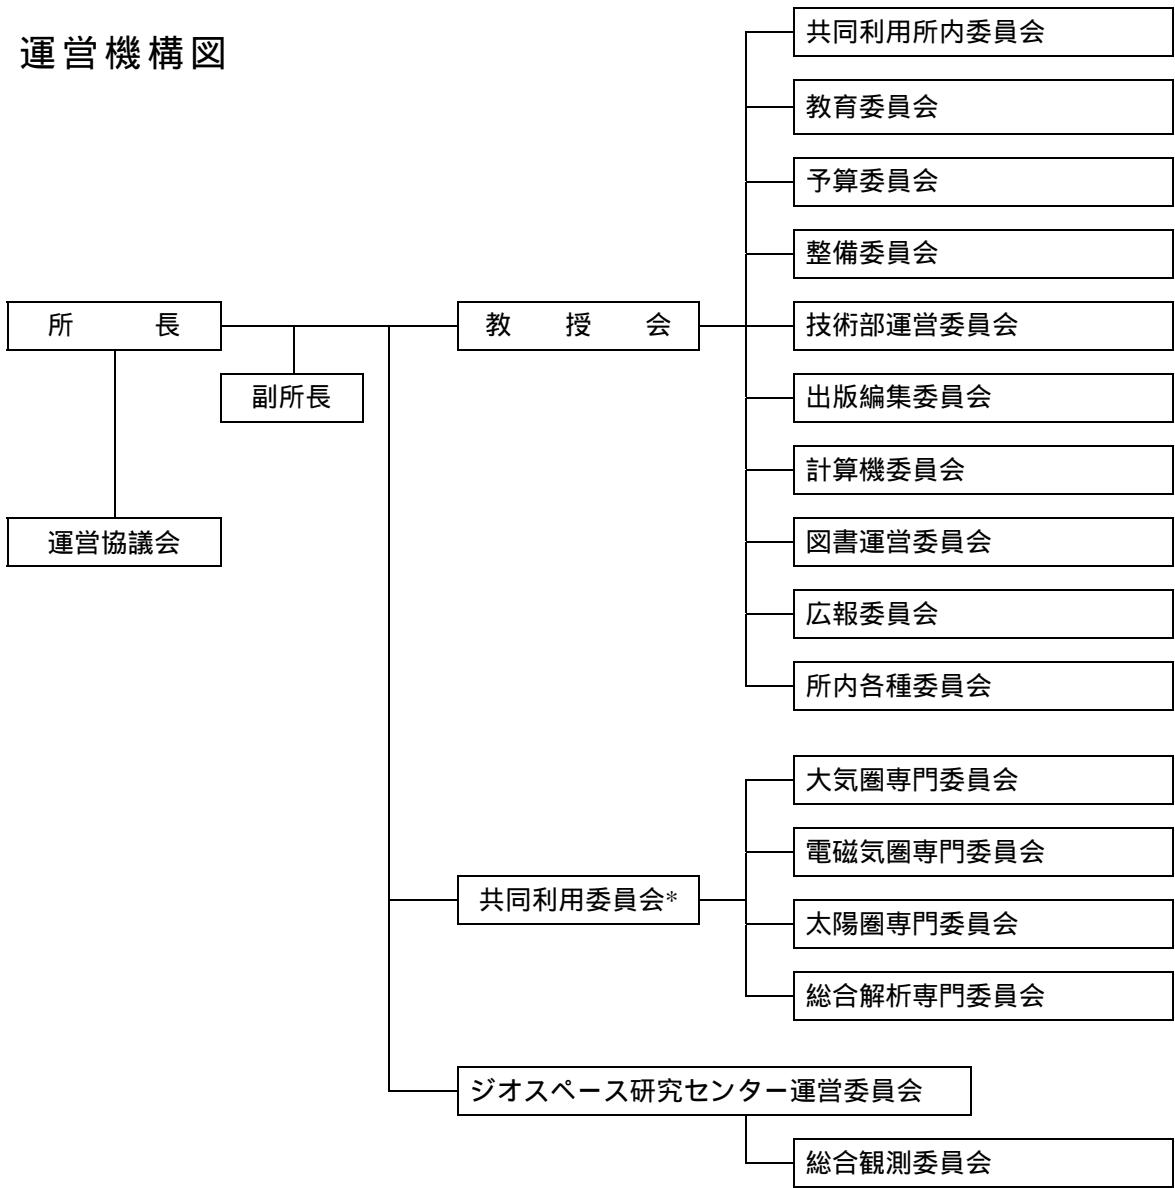 運営機構図
共同利用所内委員会
教育委員会
予算委員会
整備委員会
所長
教授会
技術部運営委員会
副所長
出版編集委員会
計算機委員会
運営協議会
図書運営委員会
広報委員会
所内各種委員会
大気圏専門委員会
電磁気圏専門委員会
共同利用委員会*
太陽圏専門委員会
総合解析専門委員会
ジオスペース研究センター運営委員会
総合観測委員会